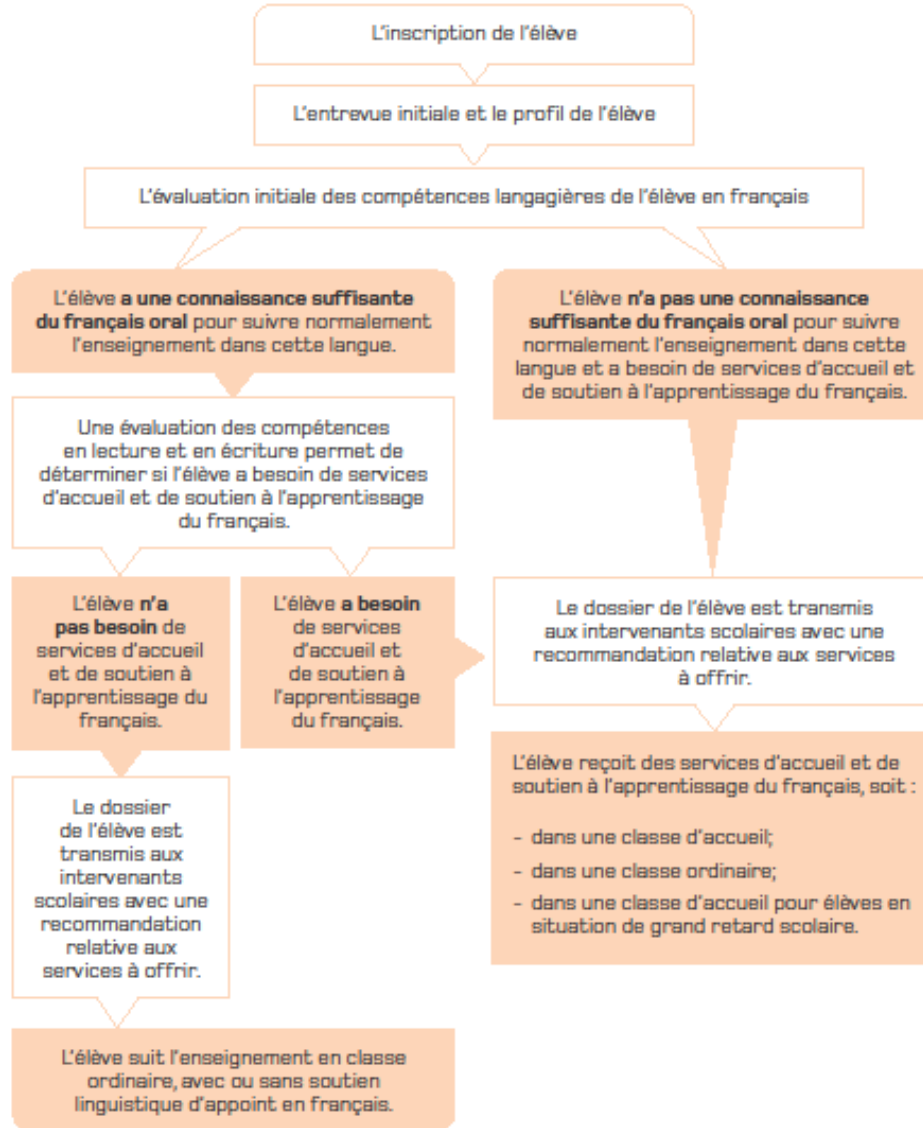 L'inscription de l'élève
L'entrevue initiale et le profil de l'élève
L'évaluation initiale des compétences langagières de l'élève en français
L'élève a une connaissance suffisante
du français oral pour suivre normalement
l'enseignement dans cette langue.
L'élève n'a pas une connaissance
suffisante du français oral pour suivre
normalement l'enseignement dans cette
langue et a besoin de services d'accueil et
de soutien à l'apprentissage du français.
Une évaluation des compétences
en lecture et en écriture permet de
déterminer si l'élève a besoin de services
d'accueil et de soutien à l'apprentissage
du français.
L'élève n'a
pas besoin de
services d'accueil
et de soutien à
l'apprentissage du
français.
L'élève a besoin
de services
d'accueil et
de soutien à
l'apprentissage
du français.
Le dossier de l'élève est transmis
aux intervenants scolaires avec une
recommandation relative aux services
à offrir.
Le dossier
de l'élève est
transmis aux
intervenants
scolaires avec une
recommandation
relative aux
services à offrir.
L'élève reçoit des services d'accueil et de
soutien à l'apprentissage du français, soit :
- dans une classe d'accueil;
- dans une classe ordinaire;
- dans une classe d'accueil pour élèves en
situation de grand retard scolaire.
L'élève suit l'enseignement en classe
ordinaire, avec ou sans soutien
linguistique d'appoint en français.